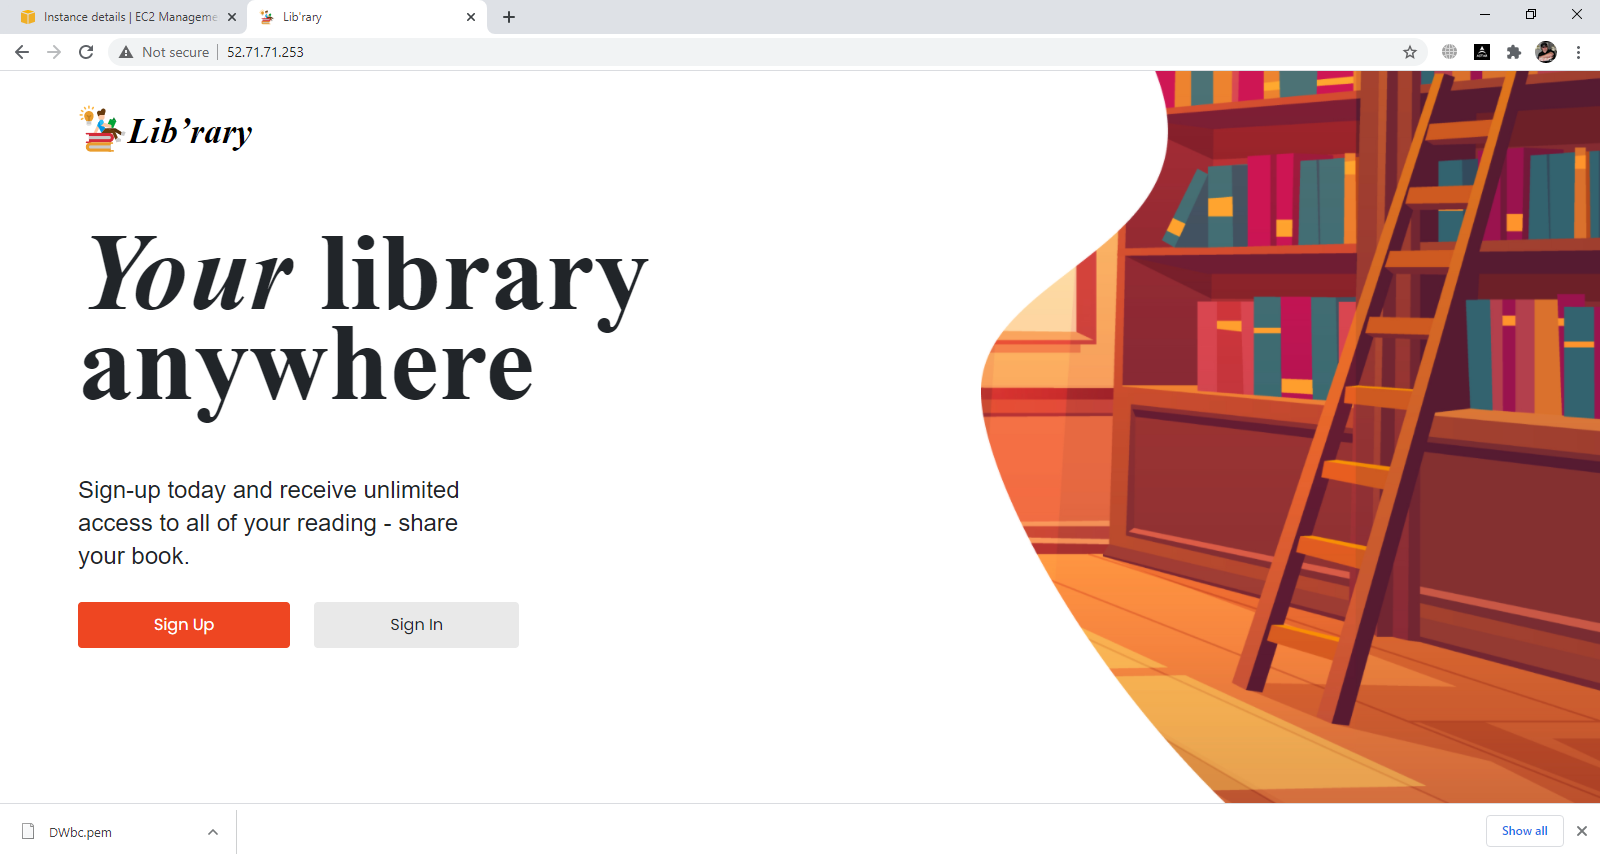 Instance details | EC2 Manageme
Lib'rary
Not secure
52.71.71.253
Lib’rary
Your library
anywhere
Sign-up today and receive unlimited
access to all of your reading - share
your book.
Sign Up
Sign In
DWbc.pem
Show all